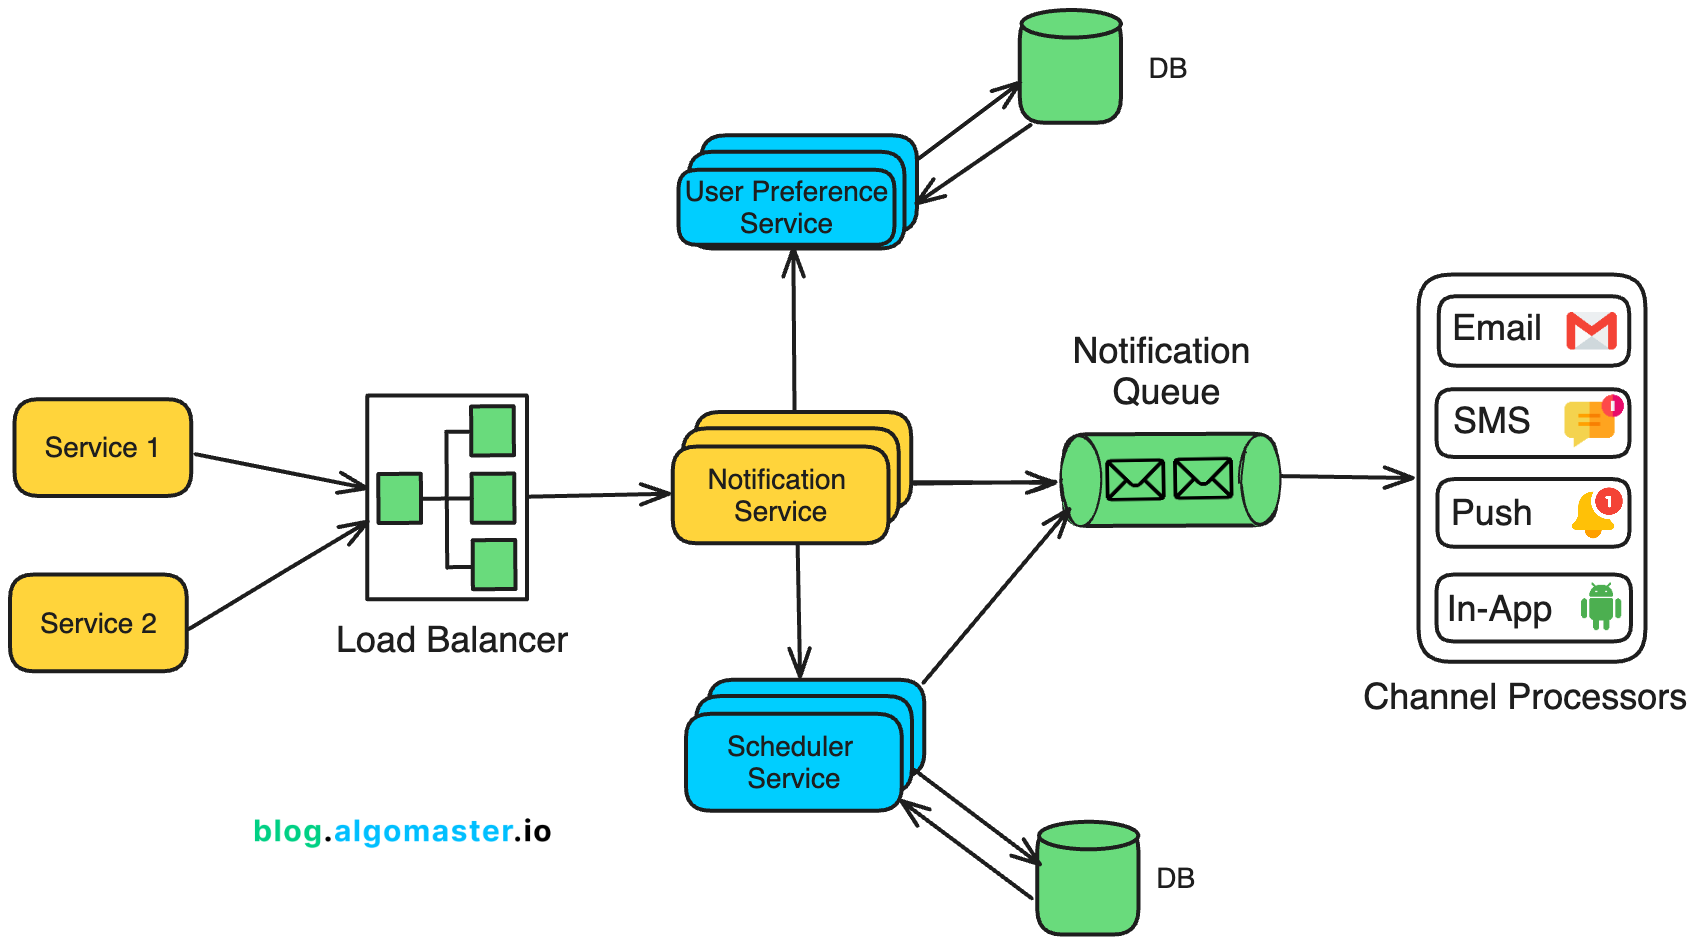 DB
User Preference
Service
Notification
Queue
Email
SMS
Push
1
In-App
Channel Processors
Service 1
Service 2
Load Balancer
Notification
Service
Scheduler
Service
DB
blog.algomaster.io